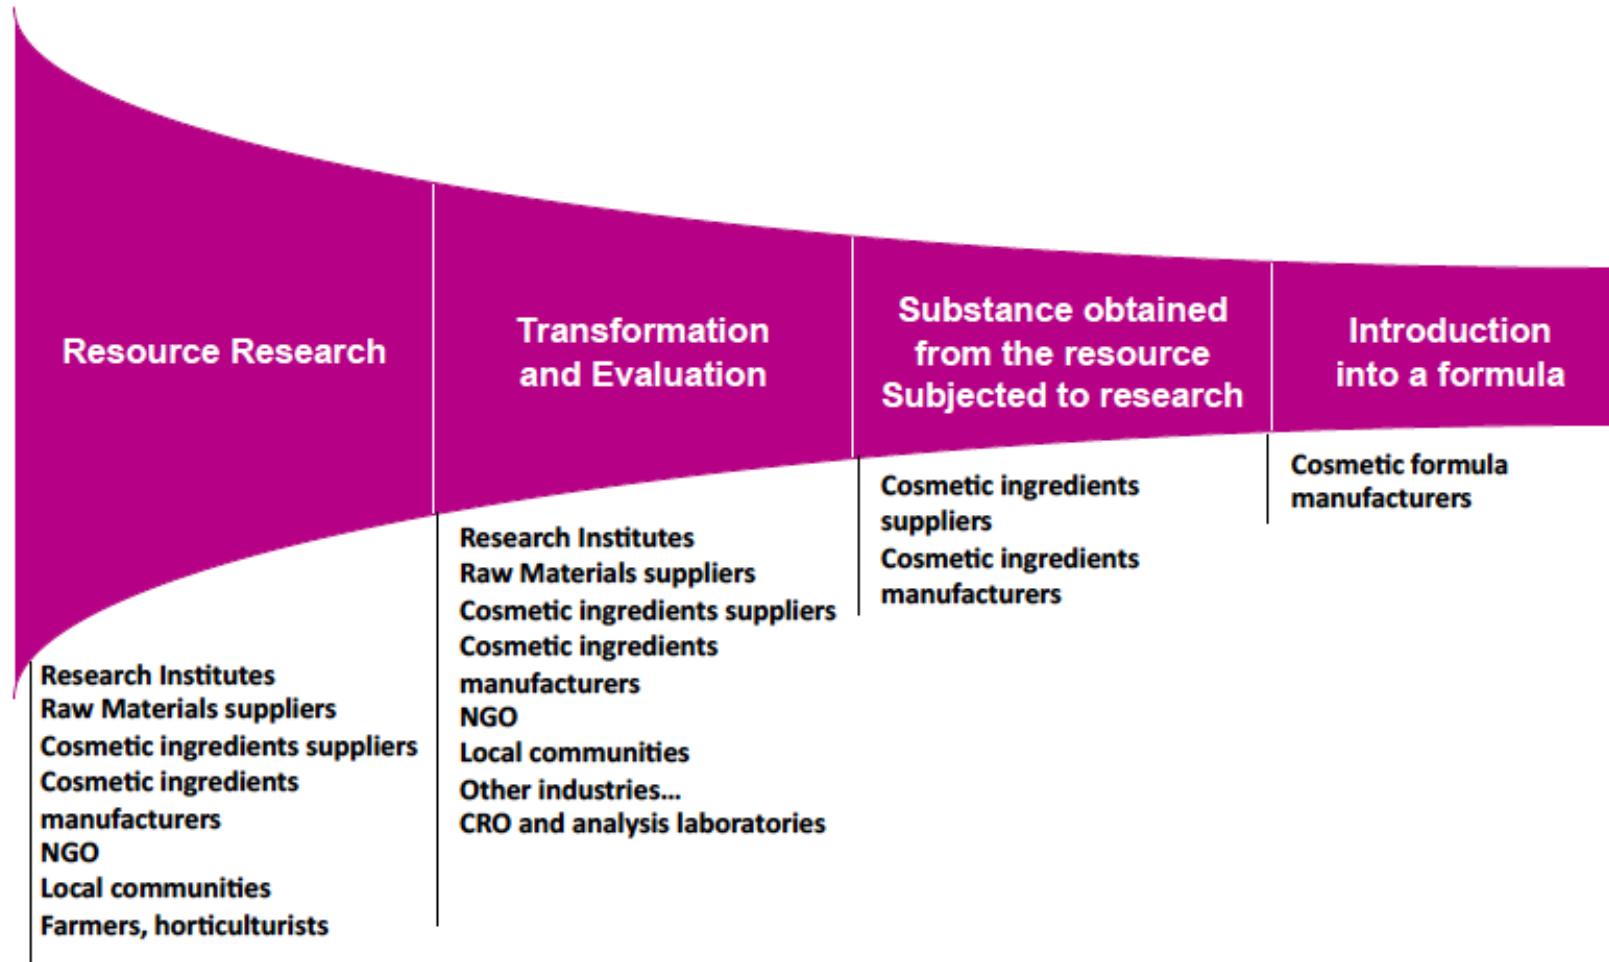 Resource Research
Transformation
and Evaluation
Substance obtained
from the resource
Subjected to research
Introduction
into a formula
Research Institutes
Raw Materials suppliers
Cosmetic ingredients suppliers
Cosmetic ingredients
manufacturers
NGO
Local communities
Farmers, horticulturists
Research Institutes
Raw Materials suppliers
Cosmetic ingredients suppliers
Cosmetic ingredients
manufacturers
NGO
Local communities
Other industries...
CRO and analysis laboratories
Cosmetic ingredients
suppliers
Cosmetic ingredients
manufacturers
Cosmetic formula
manufacturers